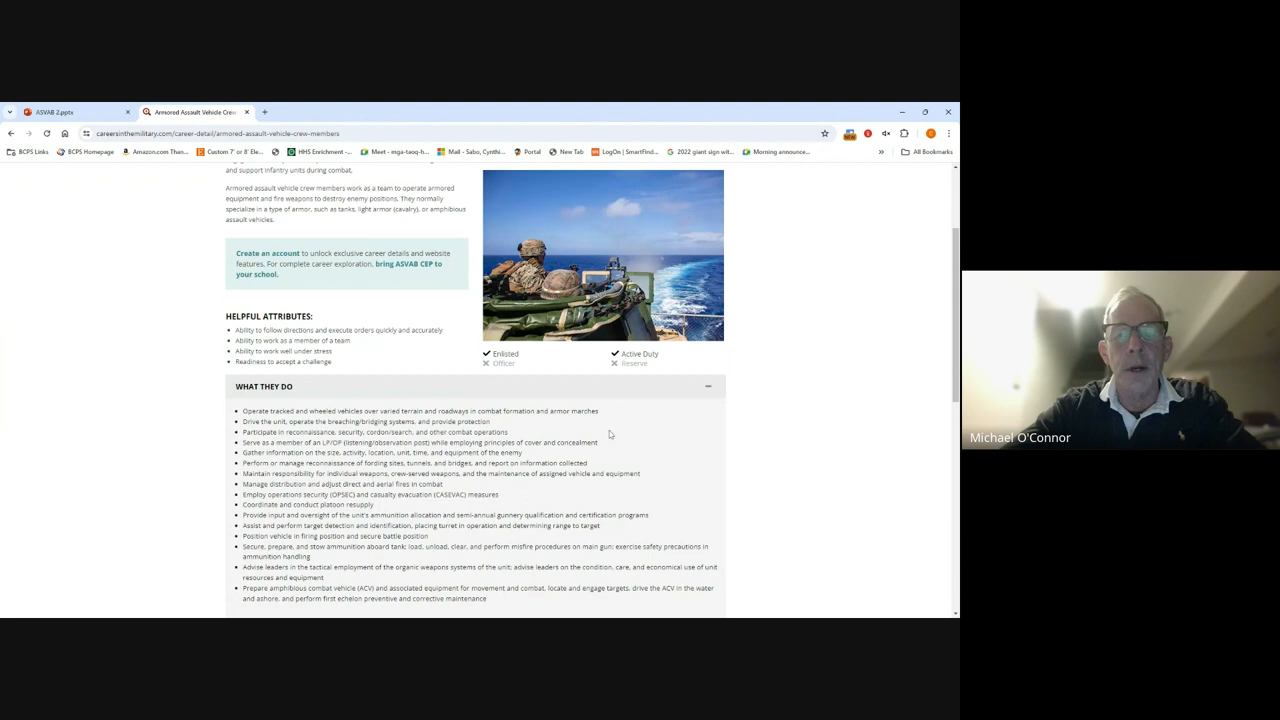 ASVAB 2.pptx
Armored Assault Vehicle Crew
careersinthemilitary.com/career-detail/armored-assault-vehicle-crew-members
BCPS Links
BCPS Homepage
Amazon.com Than...
Custom 7' or 8' Ele...
HHS Enrichment -...
Meet - mga-taoq-h...
Mail - Sabo, Cynthi...
Portal
New Tab
LogOn | SmartFind...
2022 giant sign wit...
Morning announce...
All Bookmarks
and support infantry units during combat.
Armored assault vehicle crew members work as a team to operate armored
equipment and fire weapons to destroy enemy positions. They normally
specialize in a type of armor, such as tanks, light armor (cavalry), or amphibious
assault vehicles.
Create an account to unlock exclusive career details and website
features. For complete career exploration, bring ASVAB CEP to
your school.
HELPFUL ATTRIBUTES:
Ability to follow directions and execute orders quickly and accurately
Ability to work as a member of a team
Ability to work well under stress
Readiness to accept a challenge
Enlisted
Active Duty
Officer
Reserve
WHAT THEY DO
Operate tracked and wheeled vehicles over varied terrain and roadways in combat formation and armor marches
Drive the unit, operate the breaching/bridging systems, and provide protection
Participate in reconnaissance, security, cordon/search, and other combat operations
Serve as a member of an LP/OP (listening/observation post) while employing principles of cover and concealment
Gather information on the size, activity, location, unit, time, and equipment of the enemy
Perform or manage reconnaissance of fording sites, tunnels, and bridges, and report on information collected
Maintain responsibility for individual weapons, crew-served weapons, and the maintenance of assigned vehicle and equipment
Manage distribution and adjust direct and aerial fires in combat
Employ operations security (OPSEC) and casualty evacuation (CASEVAC) measures
Coordinate and conduct platoon resupply
Provide input and oversight of the unit's ammunition allocation and semi-annual gunnery qualification and certification programs
Assist and perform target detection and identification, placing turret in operation and determining range to target
Position vehicle in firing position and secure battle position
Secure, prepare, and stow ammunition aboard tank; load, unload, clear, and perform misfire procedures on main gun; exercise safety precautions in
ammunition handling
Advise leaders in the tactical employment of the organic weapons systems of the unit; advise leaders on the condition, care, and economical use of unit
resources and equipment
Prepare amphibious combat vehicle (ACV) and associated equipment for movement and combat, locate and engage targets, drive the ACV in the water
and ashore, and perform first echelon preventive and corrective maintenance
Michael O'Connor